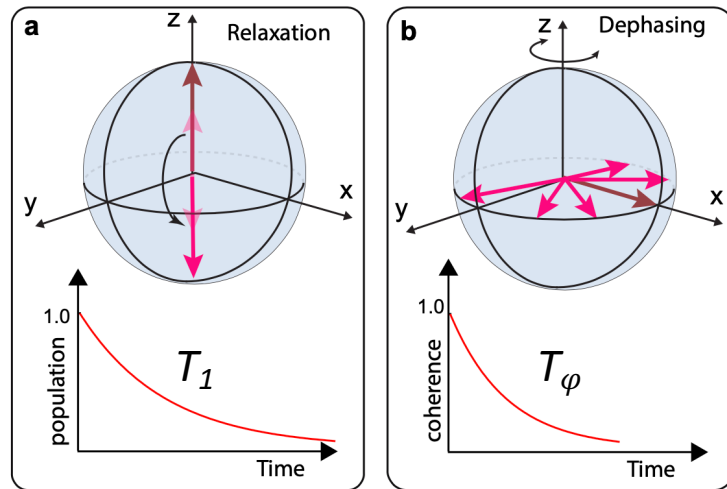 a
z
Relaxation
y
x
1.0
population
T1
Time
b
z
Dephasing
y
x
1.0
coherence
Tφ
Time